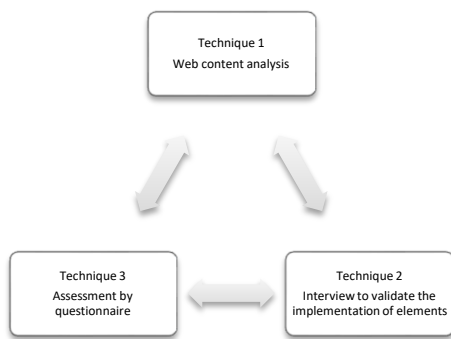 Technique 1
Web content analysis
Technique 3
Assessment by
questionnaire
Technique 2
Interview to validate the
implementation of elements